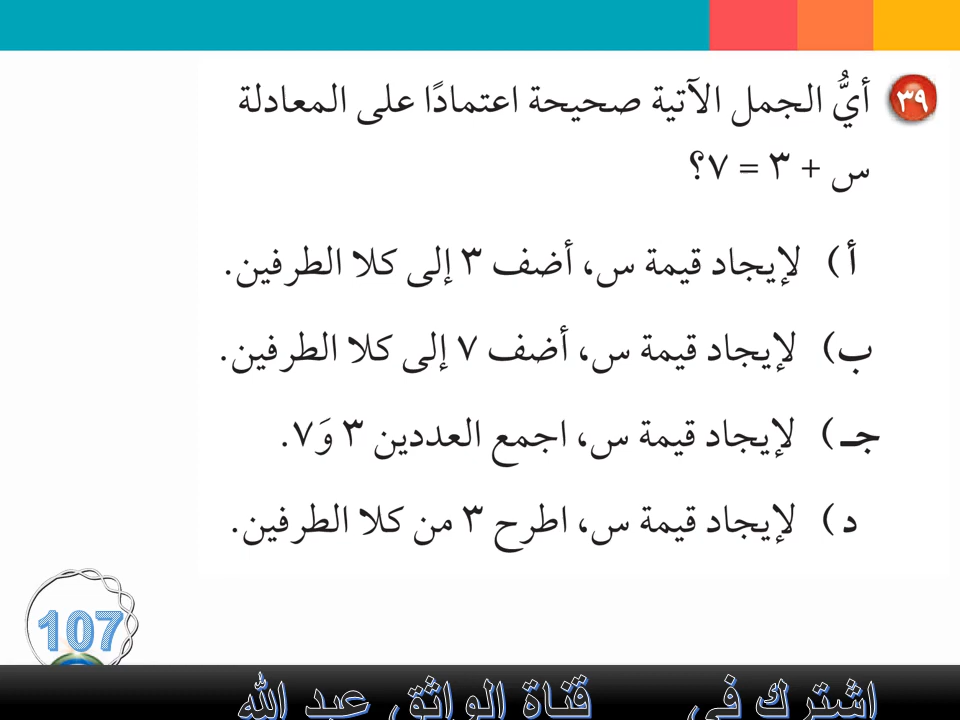 ٣٩ أيُّ الجمل الآتية صحيحة اعتمادًا على المعادلة
س + ٣ = ٧؟
أ) لإيجاد قيمة س، أضف ٣ إلى كلا الطرفين.
ب) لإيجاد قيمة س، أضف ٧ إلى كلا الطرفين.
جـ) لإيجاد قيمة س، اجمع العددين ٣ وَ٧.
د) لإيجاد قيمة س، اطرح ٣ من كلا الطرفين.
107
اشترك في قناة الواثق عبد الله